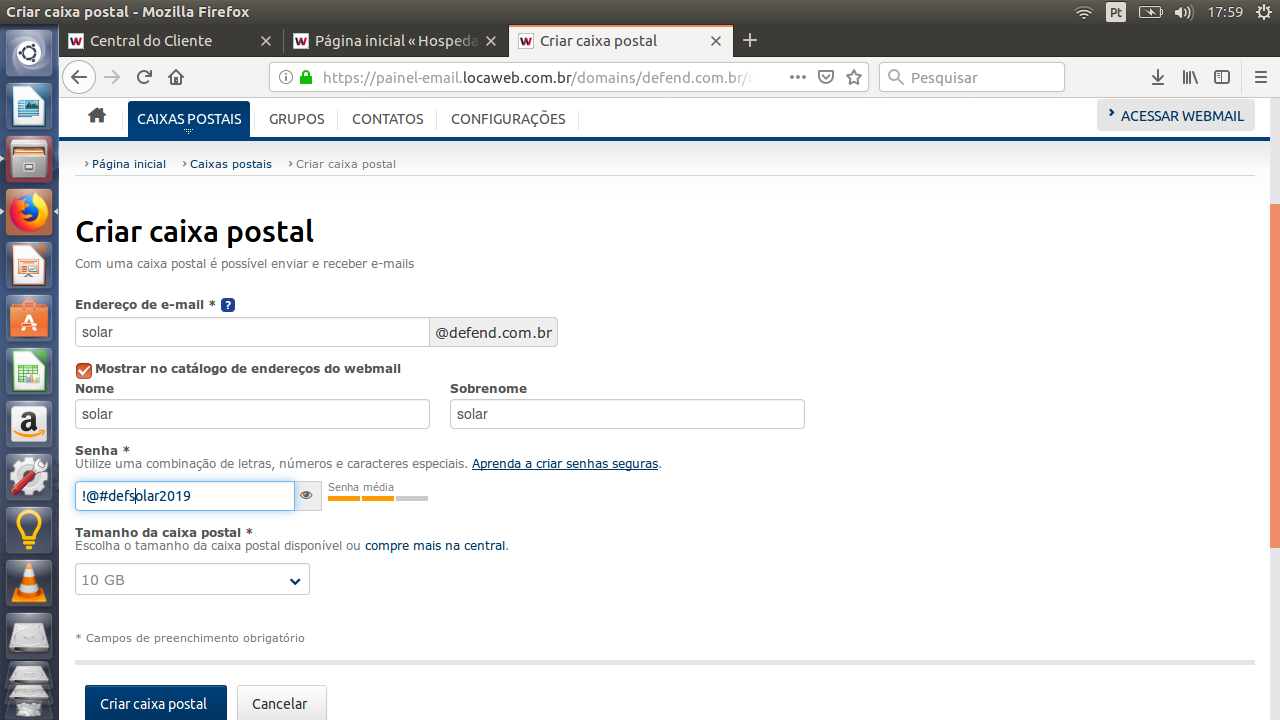 Criar caixa postal - Mozilla Firefox
Pt
17:59
Central do Cliente
Página inicial « Hospeda
Criar caixa postal
https://painel-email.locaweb.com.br/domains/defend.com.br/
Pesquisar
CAIXAS POSTAIS
GRUPOS
CONTATOS
CONFIGURAÇÕES
ACESSAR WEBMAIL
Página inicial
Caixas postais
Criar caixa postal
Criar caixa postal
Com uma caixa postal é possível enviar e receber e-mails
Endereço de e-mail * ?
solar
@defend.com.br
Mostrar no catálogo de endereços do webmail
Nome
Sobrenome
solar
solar
Senha *
Utilize uma combinação de letras, números e caracteres especiais. Aprenda a criar senhas seguras.
!@#defsolar2019
Senha média
Tamanho da caixa postal *
Escolha o tamanho da caixa postal disponível ou compre mais na central.
10 GB
* Campos de preenchimento obrigatório
Criar caixa postal
Cancelar